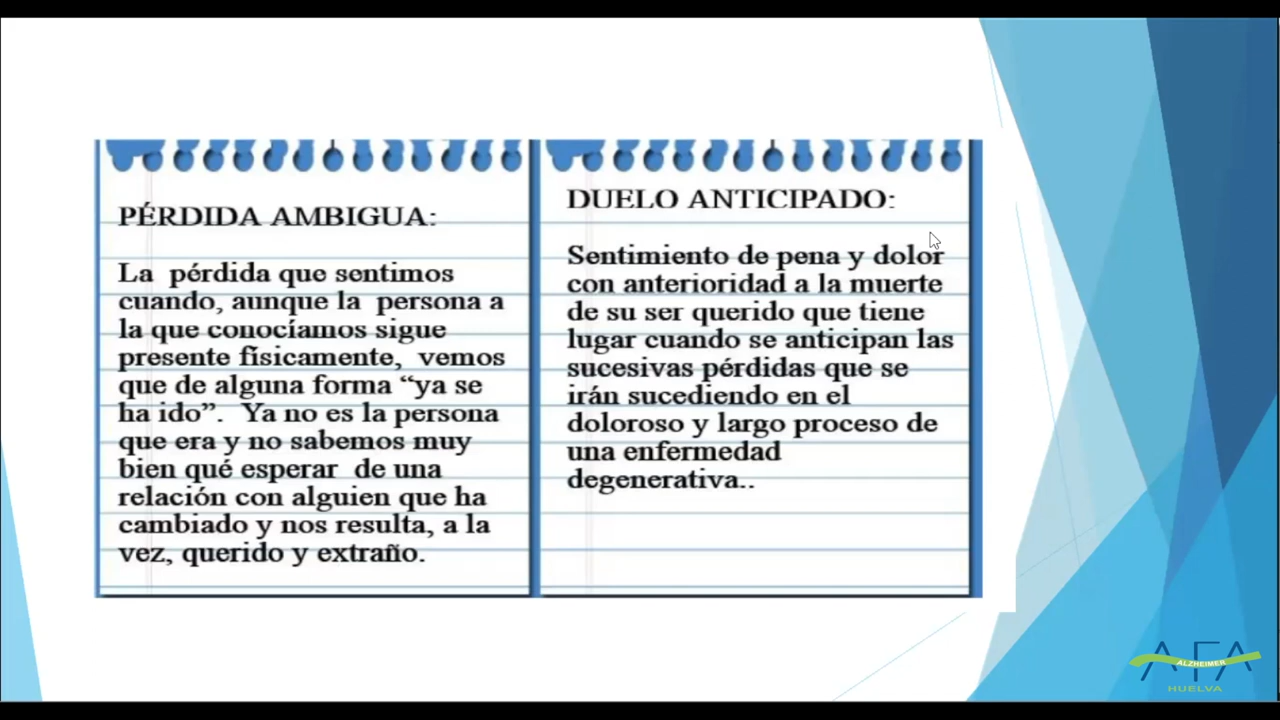 PÉRDIDA AMBIGUA:
La pérdida que sentimos
cuando, aunque la persona a
la que conocíamos sigue
presente físicamente, vemos
que de alguna forma “ya se
ha ido”. Ya no es la persona
que era y no sabemos muy
bien qué esperar de una
relación con alguien que ha
cambiado y nos resulta, a la
vez, querido y extraño.
DUELO ANTICIPADO:
Sentimiento de pena y dolor
con anterioridad a la muerte
de su ser querido que tiene
lugar cuando se anticipan las
sucesivas pérdidas que se
irán sucediendo en el
doloroso y largo proceso de
una enfermedad
degenerativa..
AFA
ALZHEIMER
HUELVA